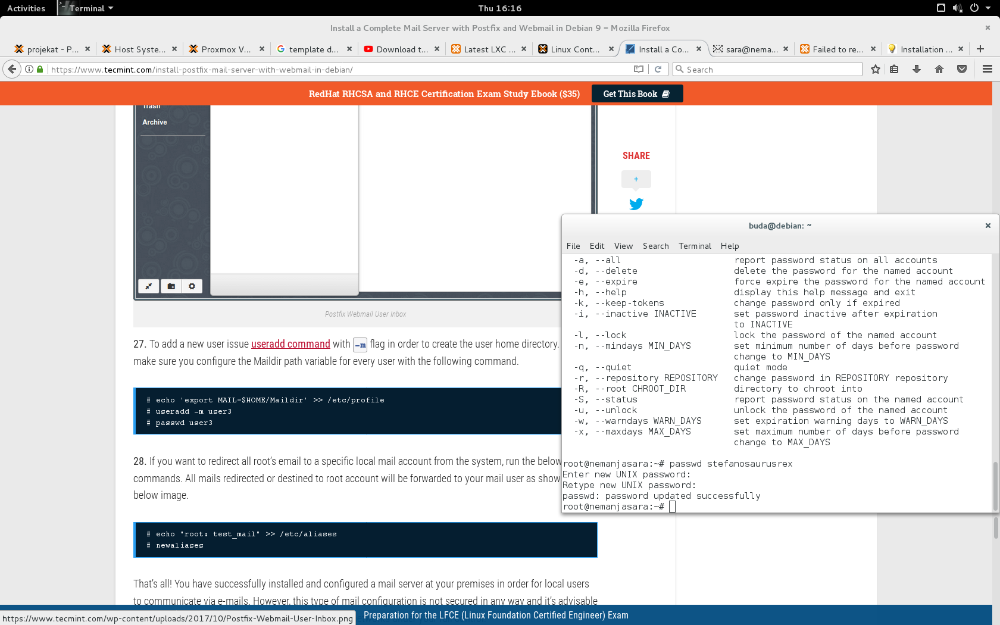 Activities
Terminal
Thu 16:16
Install a Complete Mail Server with Postfix and Webmail in Debian 9 – Mozilla Firefox
projekat - P...
Host Syste...
Proxmox V...
template d...
Download t...
Latest LXC ...
Linux Cont...
Install a Co...
sara@nema...
Failed to re...
Installation ...
https://www.tecmint.com/install-postfix-mail-server-with-webmail-in-debian/
Search
RedHat RHCSA and RHCE Certification Exam Study Ebook ($35)
Get This Book
Trash
Archive
SHARE
+
Postfix Webmail User Inbox
27. To add a new user issue useradd command with -m flag in order to create the user home directory.
make sure you configure the Maildir path variable for every user with the following command.
# echo 'export MAIL=$HOME/Maildir' >> /etc/profile
# useradd -m user3
# passwd user3
28. If you want to redirect all root's email to a specific local mail account from the system, run the below
commands. All mails redirected or destined to root account will be forwarded to your mail user as show
below image.
# echo "root: test_mail" >> /etc/aliases
# newaliases
That's all! You have successfully installed and configured a mail server at your premises in order for local users
to communicate via e-mails. However, this type of mail configuration is not secured in any way and it's advisable
https://www.tecmint.com/wp-content/uploads/2017/10/Postfix-Webmail-User-Inbox.png
Preparation for the LFCE (Linux Foundation Certified Engineer) Exam
buda@debian: ~
File Edit View Search Terminal Help
-a, --all report password status on all accounts
-d, --delete delete the password for the named account
-e, --expire force expire the password for the named account
-h, --help display this help message and exit
-k, --keep-tokens change password only if expired
-i, --inactive INACTIVE set password inactive after expiration
to INACTIVE
-l, --lock lock the password of the named account
-n, --mindays MIN_DAYS set minimum number of days before password
change to MIN_DAYS
-q, --quiet quiet mode
-r, --repository REPOSITORY change password in REPOSITORY repository
-R, --root CHROOT_DIR directory to chroot into
-S, --status report password status on the named account
-u, --unlock unlock the password of the named account
-w, --warndays WARN_DAYS set expiration warning days to WARN_DAYS
-x, --maxdays MAX_DAYS set maximum number of days before password
change to MAX_DAYS
root@nemanjasara:~# passwd stefanosaurusrex
Enter new UNIX password:
Retype new UNIX password:
passwd: password updated successfully
root@nemanjasara:~#